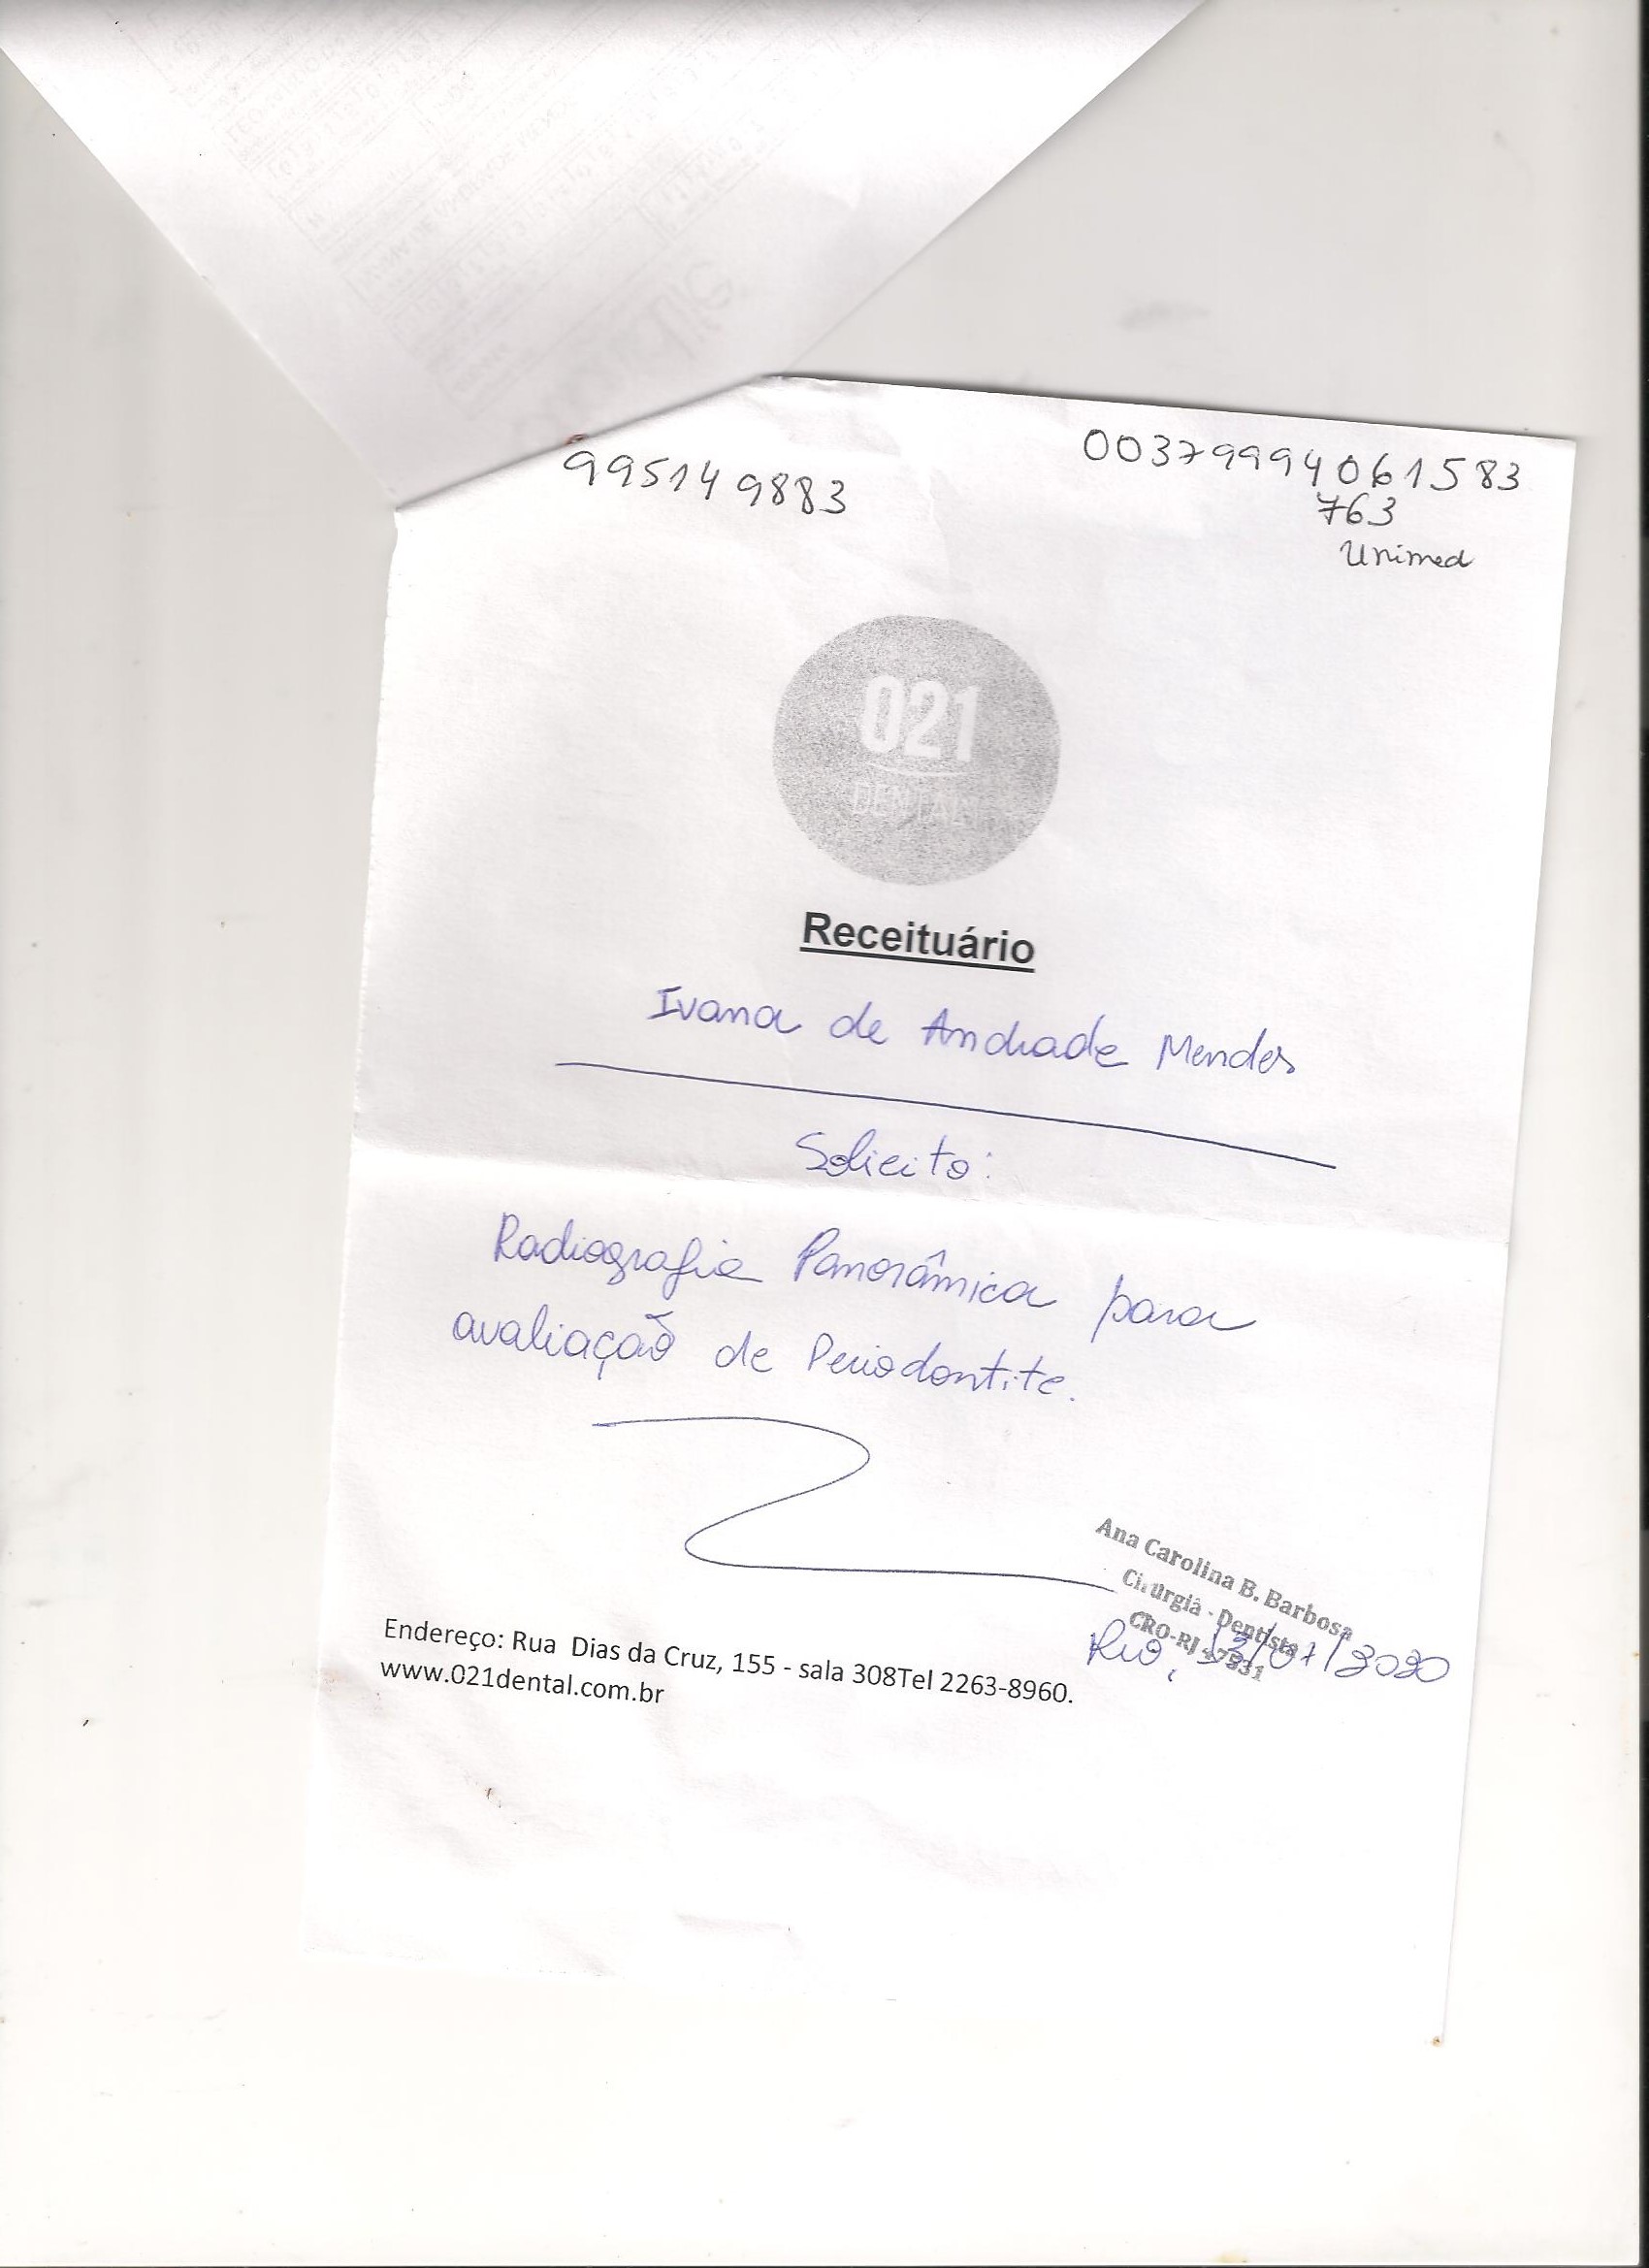 995149883
00379994061583
763
Unimed
021
DENTAL
Receituário
Ivana de Andrade Mendes
Solicito:
Radiografia Panorâmica para
avaliação de Periodontite.
Ana Carolina B. Barbosa
Cirurgiã - Dentista
CRO-RJ
Rio, /07/2020
Endereço: Rua Dias da Cruz, 155 - sala 308Tel 2263-8960.
www.021dental.com.br